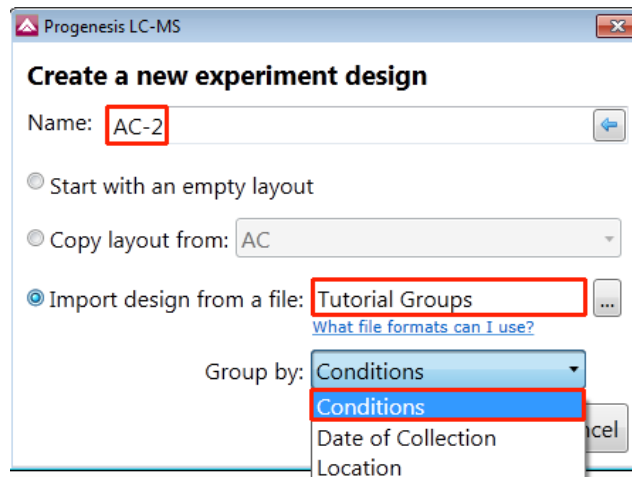 Progenesis LC-MS
Create a new experiment design
Name: AC-2
Start with an empty layout
Copy layout from: AC
Import design from a file: Tutorial Groups ...
What file formats can I use?
Group by: Conditions
Conditions
Date of Collection
Location